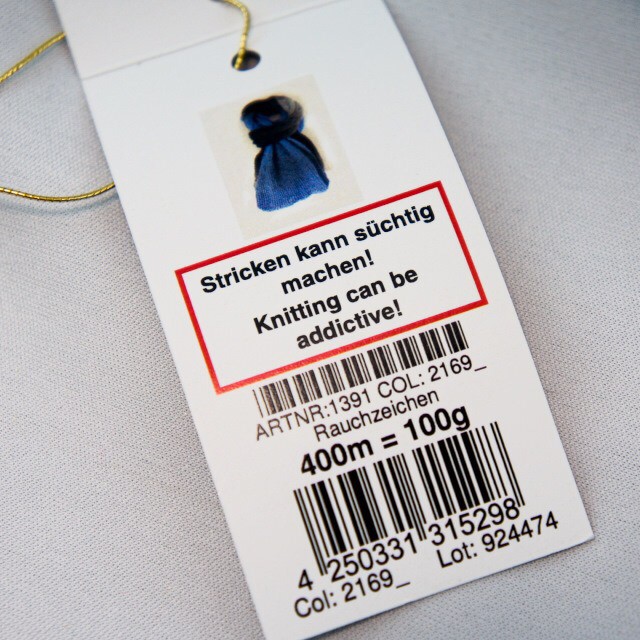 Stricken kann süchtig
machen!
Knitting can be
addictive!
ARTNR:1391 COL: 2169_
Rauchzeichen
400m = 100g
4 250331 315298
Col: 2169_ Lot: 924474